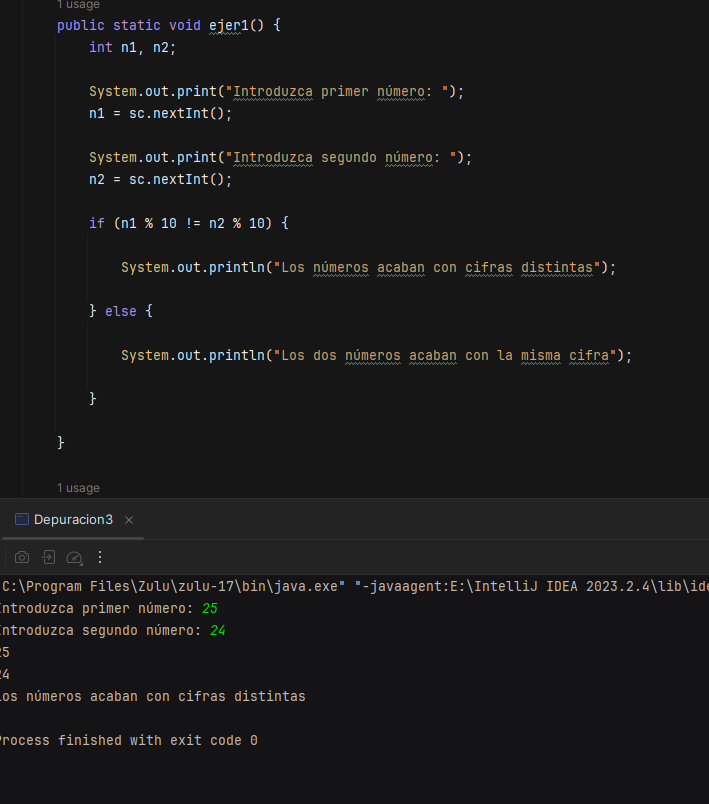 1 usage
public static void ejer1() {
int n1, n2;
System.out.print("Introduzca primer número: ");
n1 = sc.nextInt();
System.out.print("Introduzca segundo número: ");
n2 = sc.nextInt();
if (n1 % 10 != n2 % 10) {
System.out.println("Los números acaban con cifras distintas");
} else {
System.out.println("Los dos números acaban con la misma cifra");
}
}
1 usage
Depuracion3
C:\Program Files\Zulu\zulu-17\bin\java.exe" "-javaagent:E:\IntelliJ IDEA 2023.2.4\lib\ide
Introduzca primer número: 25
Introduzca segundo número: 24
25
24
Los números acaban con cifras distintas
Process finished with exit code 0